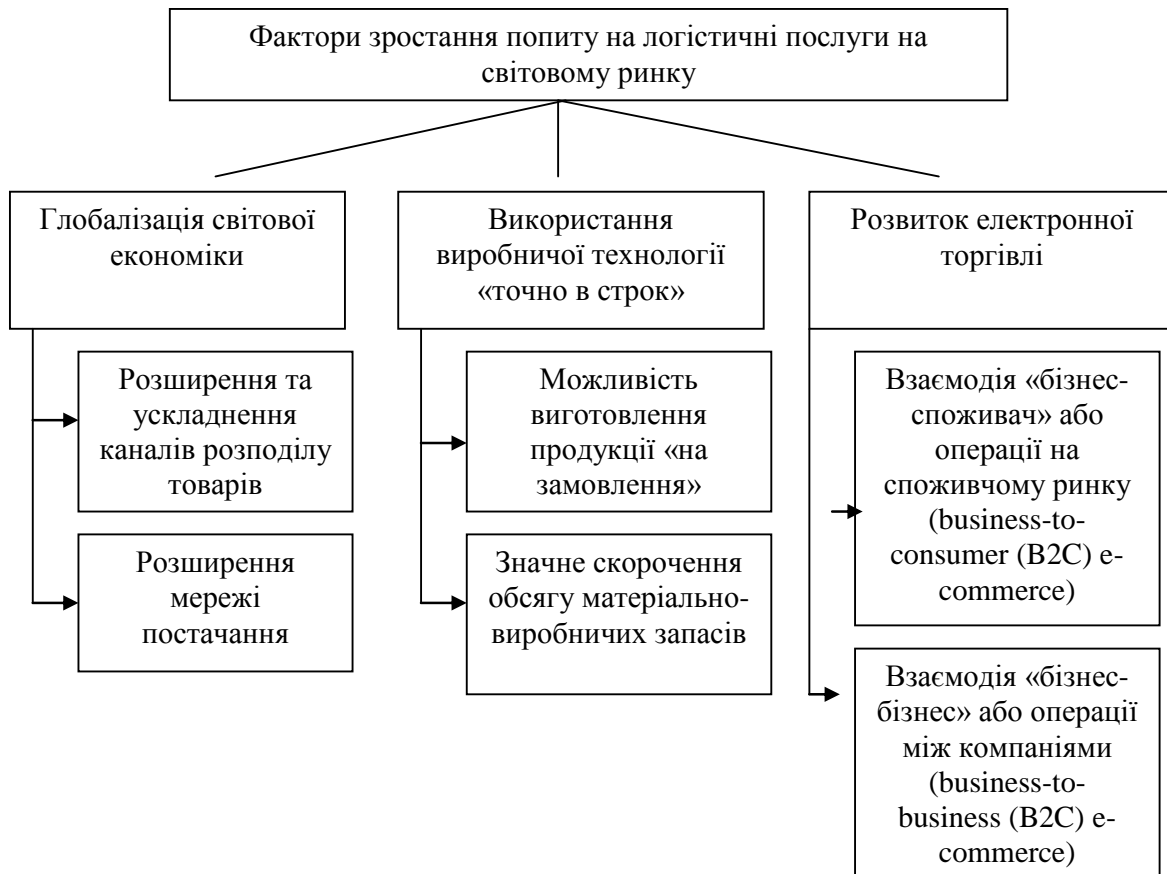 Фактори зростання попиту на логістичні послуги на
світовому ринку
Глобалізація світової
економіки
Використання
виробничої технології
«точно в строк»
Розвиток електронної
торгівлі
Розширення та
ускладнення
каналів розподілу
товарів
Розширення
мережі
постачання
Можливість
виготовлення
продукції «на
замовлення»
Значне скорочення
обсягу матеріально-
виробничих запасів
Взаємодія «бізнес-
споживач» або
операції на
споживчому ринку
(business-to-
consumer (B2C) e-
commerce)
Взаємодія «бізнес-
бізнес» або операції
між компаніями
(business-to-
business (B2C) e-
commerce)